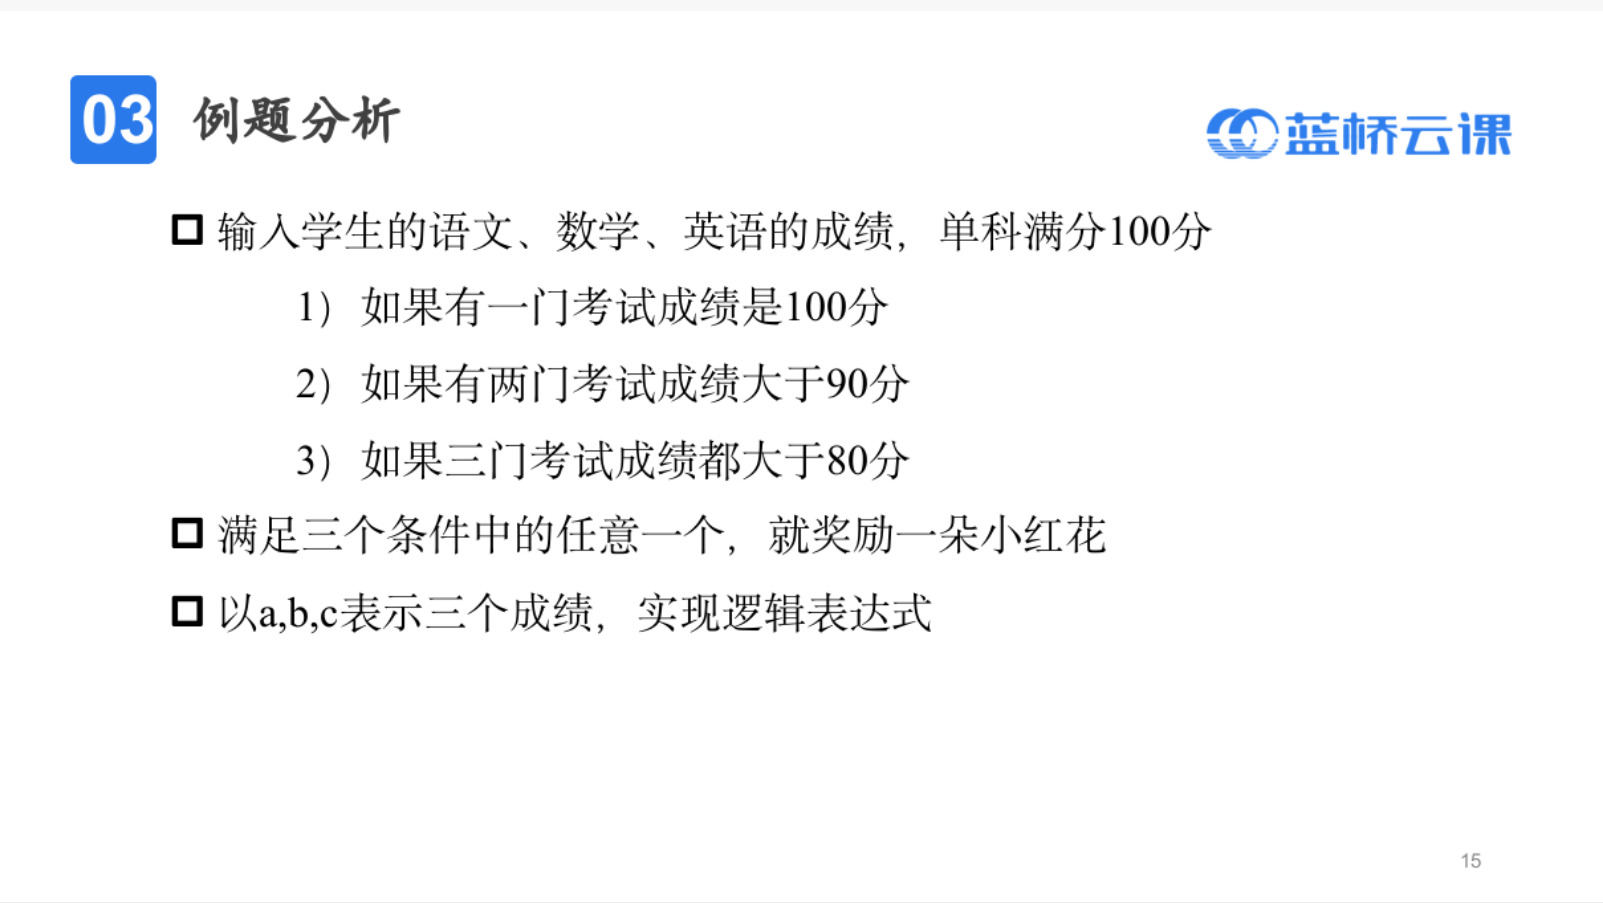 03 例题分析
蓝桥云课
输入学生的语文、数学、英语的成绩，单科满分100分
1） 如果有一门考试成绩是100分
2） 如果有两门考试成绩大于90分
3） 如果三门考试成绩都大于80分
满足三个条件中的任意一个，就奖励一朵小红花
以a,b,c表示三个成绩，实现逻辑表达式
15